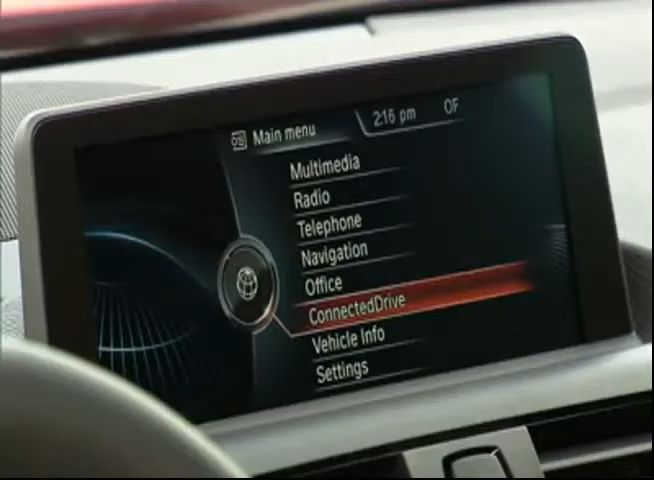 Main menu 2:16 pm OF
Multimedia
Radio
Telephone
Navigation
Office
ConnectedDrive
Vehicle Info
Settings